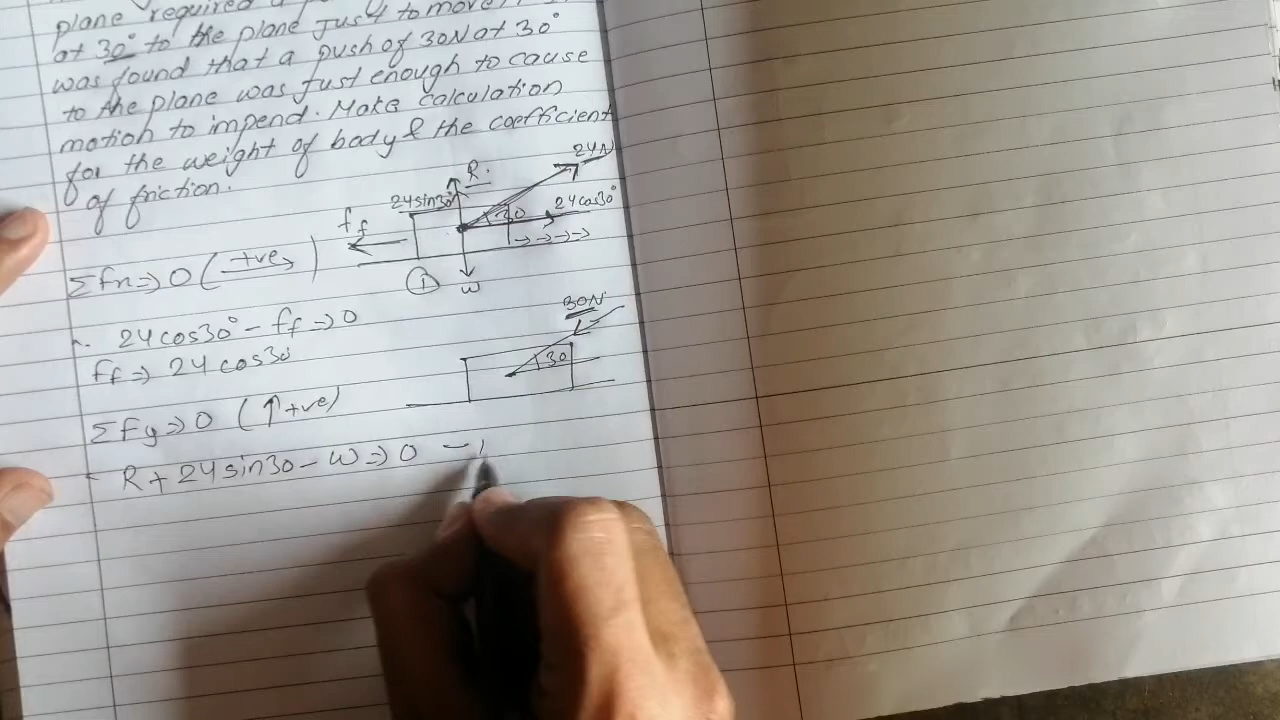 plane required a
at 30° to the plane just to move
was found that a push of 30N at 30°
to the plane was just enough to cause
motion to impend. Make calculation
for the weight of body & the coefficient
of friction.
R.
24N
24sin30°
30
24cos30°
ff
1
W
Σfx⇒0 (+ve→)
∴ 24cos30° - ff ⇒0
ff ⇒ 24cos30
30N
30
Σfy⇒0 (↑+ve)
R+24sin30-W⇒0 -1